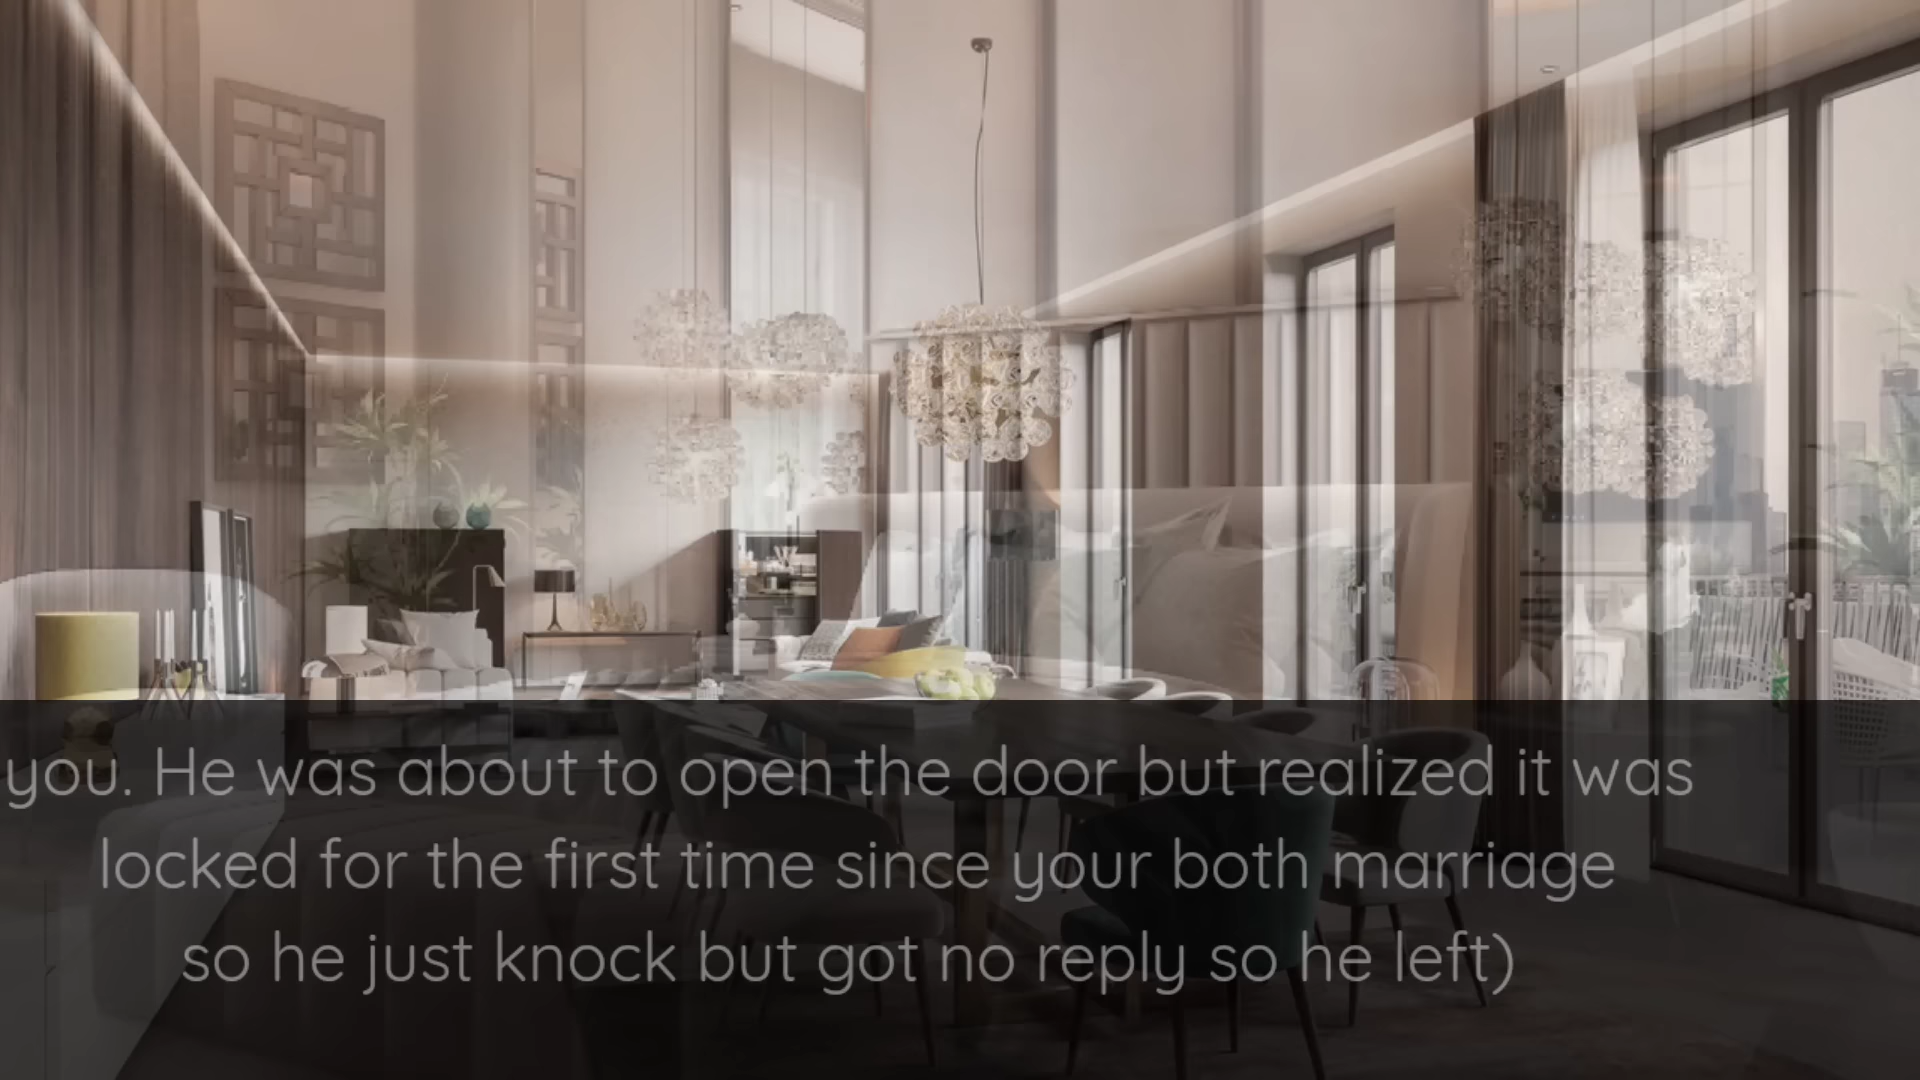 you. He was about to open the door but realized it was
locked for the first time since your both marriage
so he just knock but got no reply so he left)